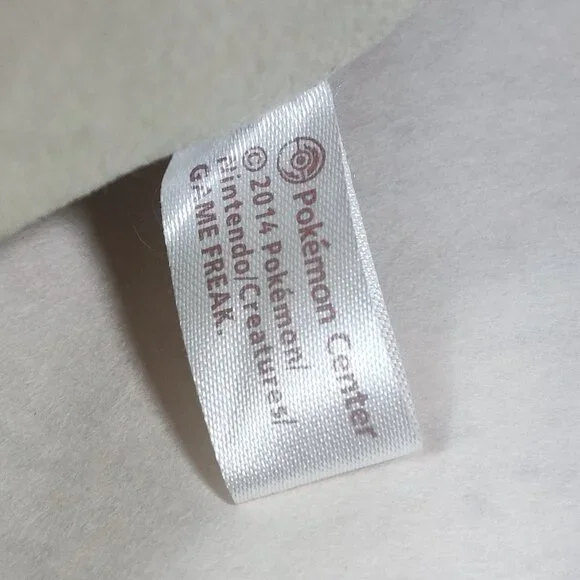 Pokémon Center
© 2014 Pokémon/
Nintendo/Creatures/
GAME FREAK.